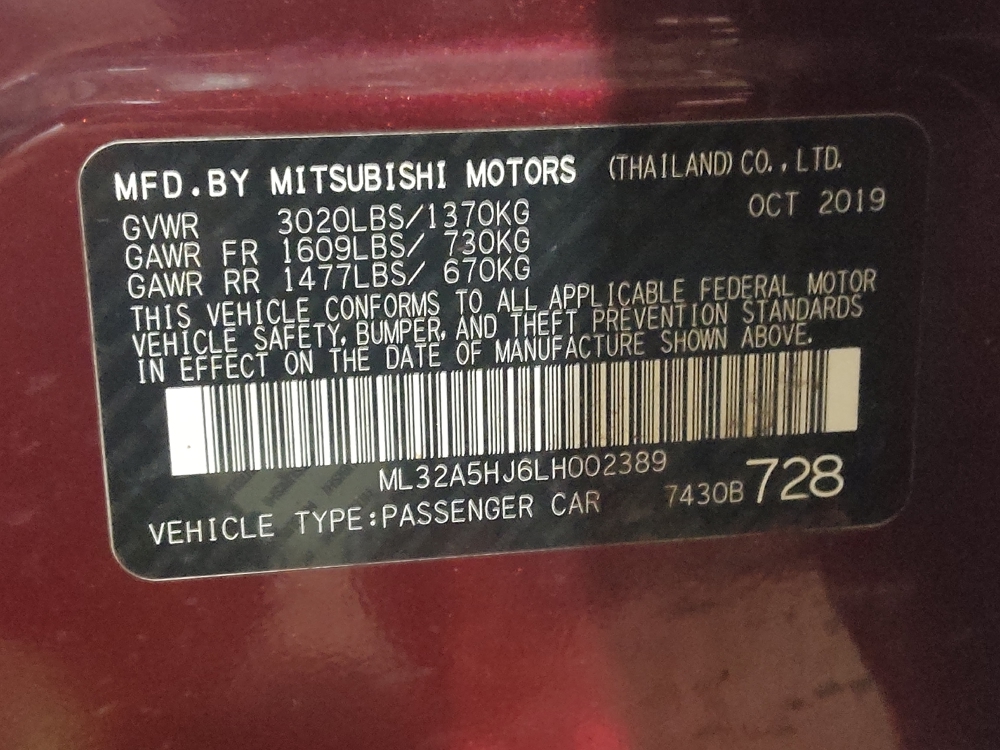 MFD.BY MITSUBISHI MOTORS (THAILAND) CO., LTD.
OCT 2019
GVWR 3020LBS/1370KG
GAWR FR 1609LBS/ 730KG
GAWR RR 1477LBS/ 670KG
THIS VEHICLE CONFORMS TO ALL APPLICABLE FEDERAL MOTOR
VEHICLE SAFETY, BUMPER, AND THEFT PREVENTION STANDARDS
IN EFFECT ON THE DATE OF MANUFACTURE SHOWN ABOVE.
ML32A5HJ6LH002389
VEHICLE TYPE:PASSENGER CAR 7430B 728